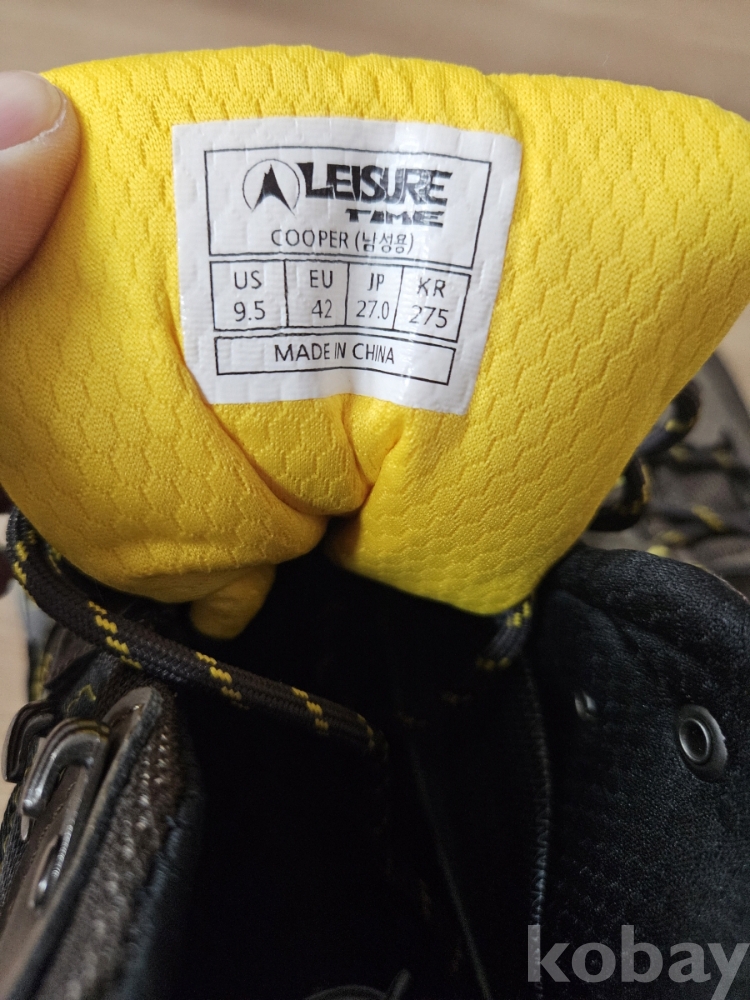 LEISURE
TIME
COOPER (남성용)
US EU JP KR
9.5 42 27.0 275
MADE IN CHINA
kobay